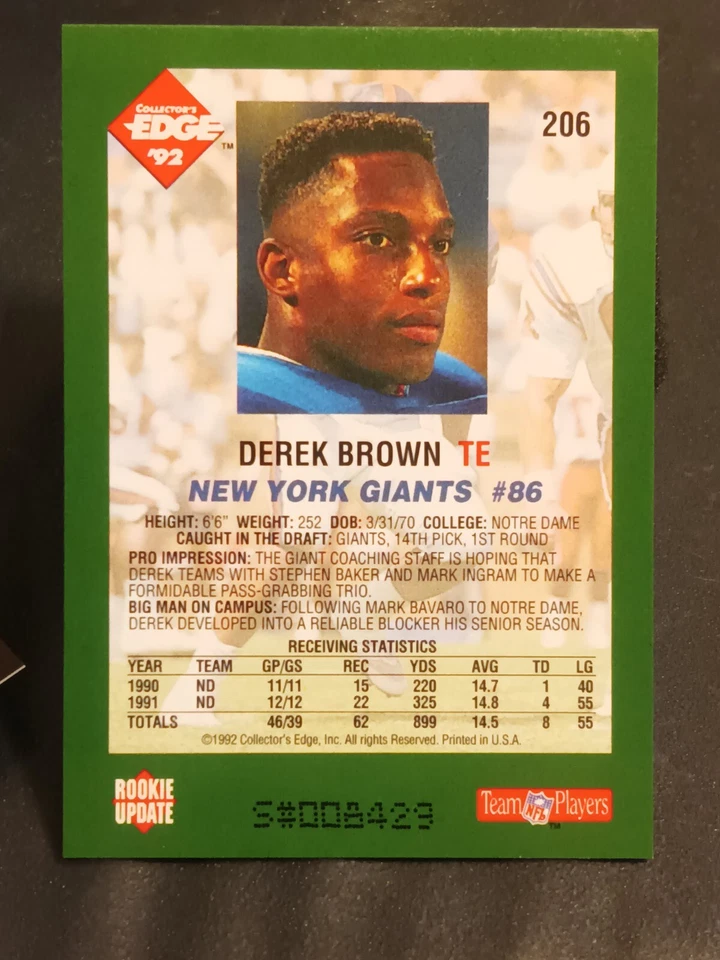 COLLECTOR'S
EDGE
'92
TM
206
DEREK BROWN TE
NEW YORK GIANTS #86
HEIGHT: 6'6" WEIGHT: 252 DOB: 3/31/70 COLLEGE: NOTRE DAME
CAUGHT IN THE DRAFT: GIANTS, 14TH PICK, 1ST ROUND
PRO IMPRESSION: THE GIANT COACHING STAFF IS HOPING THAT
DEREK TEAMS WITH STEPHEN BAKER AND MARK INGRAM TO MAKE A
FORMIDABLE PASS-GRABBING TRIO.
BIG MAN ON CAMPUS: FOLLOWING MARK BAVARO TO NOTRE DAME,
DEREK DEVELOPED INTO A RELIABLE BLOCKER HIS SENIOR SEASON.
RECEIVING STATISTICS
YEAR TEAM GP/GS REC YDS AVG TD LG
1990 ND 11/11 15 220 14.7 1 40
1991 ND 12/12 22 325 14.8 4 55
TOTALS 46/39 62 899 14.5 8 55
©1992 Collector's Edge, Inc. All rights Reserved. Printed in U.S.A.
ROOKIE
UPDATE
S#008429
Team NFL Players
TM